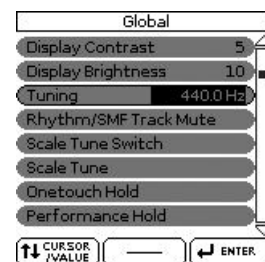 Global
Display Contrast 5
Display Brightness 10
Tuning 440.0 Hz
Rhythm/SMF Track Mute
Scale Tune Switch
Scale Tune
Onetouch Hold
Performance Hold
CURSOR
/VALUE
ENTER